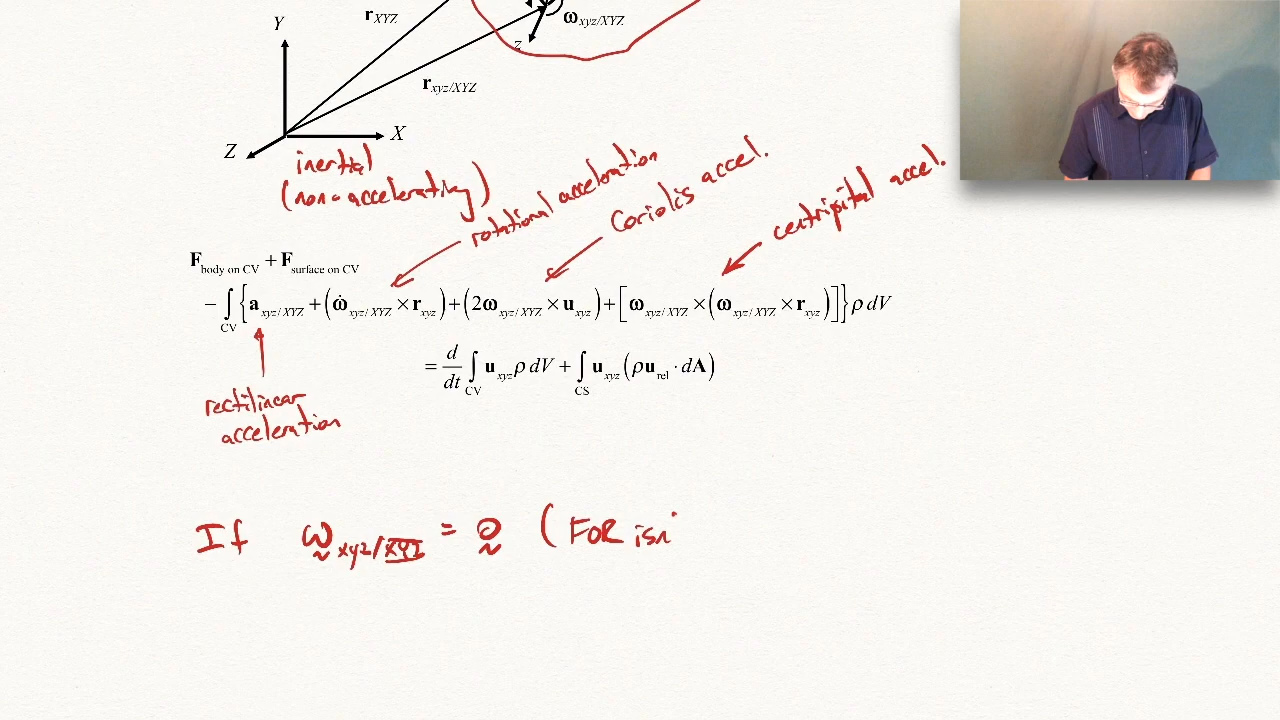 Y
r_XYZ
ω_xyz/XYZ
z
r_xyz/XYZ
X
Z
inertial
(non-accelerating)
rotational acceleration
Coriolis accel.
centripital accel.
F_body on CV + F_surface on CV
− ∫_CV {a_xyz/XYZ + (ω̇_xyz/XYZ × r_xyz) + (2ω_xyz/XYZ × u_xyz) + [ω_xyz/XYZ × (ω_xyz/XYZ × r_xyz)]} ρ dV
= d/dt ∫_CV u_xyz ρ dV + ∫_CS u_xyz (ρu_rel · dA)
rectilinear
acceleration
If ω_xyz/XYZ = 0 (FOR isn'